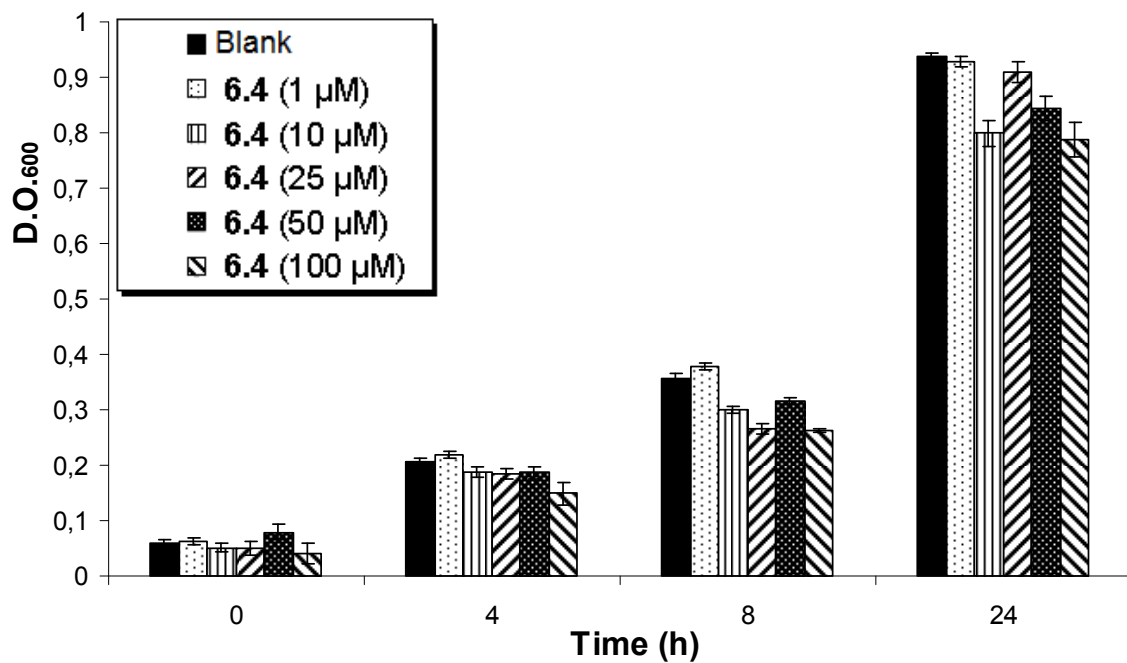 D.O.600
1
0,9
0,8
0,7
0,6
0,5
0,4
0,3
0,2
0,1
0
Blank
6.4 (1 µM)
6.4 (10 µM)
6.4 (25 µM)
6.4 (50 µM)
6.4 (100 µM)
0 4 8 24
Time (h)